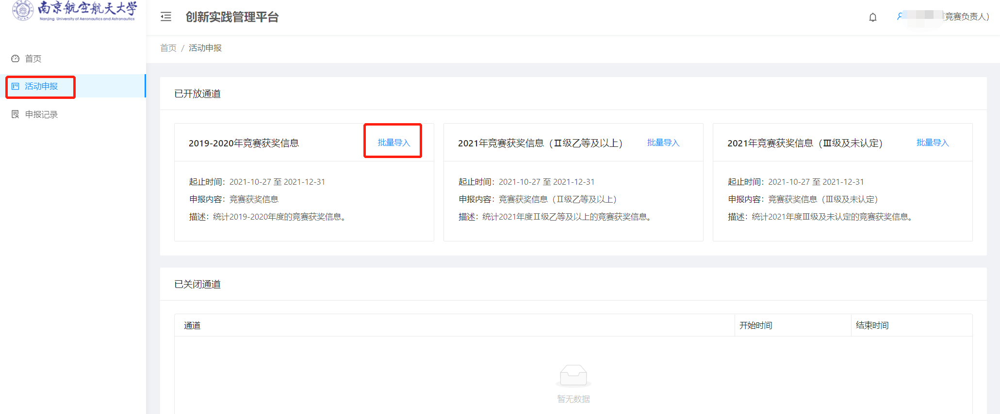 南京航空航天大学
Nanjing University of Aeronautics and Astronautics
创新实践管理平台
竞赛负责人)
首页 / 活动申报
首页
活动申报
申报记录
已开放通道
2019-2020年竞赛获奖信息 批量导入
起止时间：2021-10-27 至 2021-12-31
申报内容：竞赛获奖信息
描述：统计2019-2020年度的竞赛获奖信息。
2021年竞赛获奖信息（Ⅱ级乙等及以上） 批量导入
起止时间：2021-10-27 至 2021-12-31
申报内容：竞赛获奖信息（Ⅱ级乙等及以上）
描述：统计2021年度Ⅱ级乙等及以上的竞赛获奖信息。
2021年竞赛获奖信息（Ⅲ级及未认定） 批量导入
起止时间：2021-10-27 至 2021-12-31
申报内容：竞赛获奖信息（Ⅲ级及未认定）
描述：统计2021年度Ⅲ级及未认定的竞赛获奖信息。
已关闭通道
通道 开始时间 结束时间
暂无数据